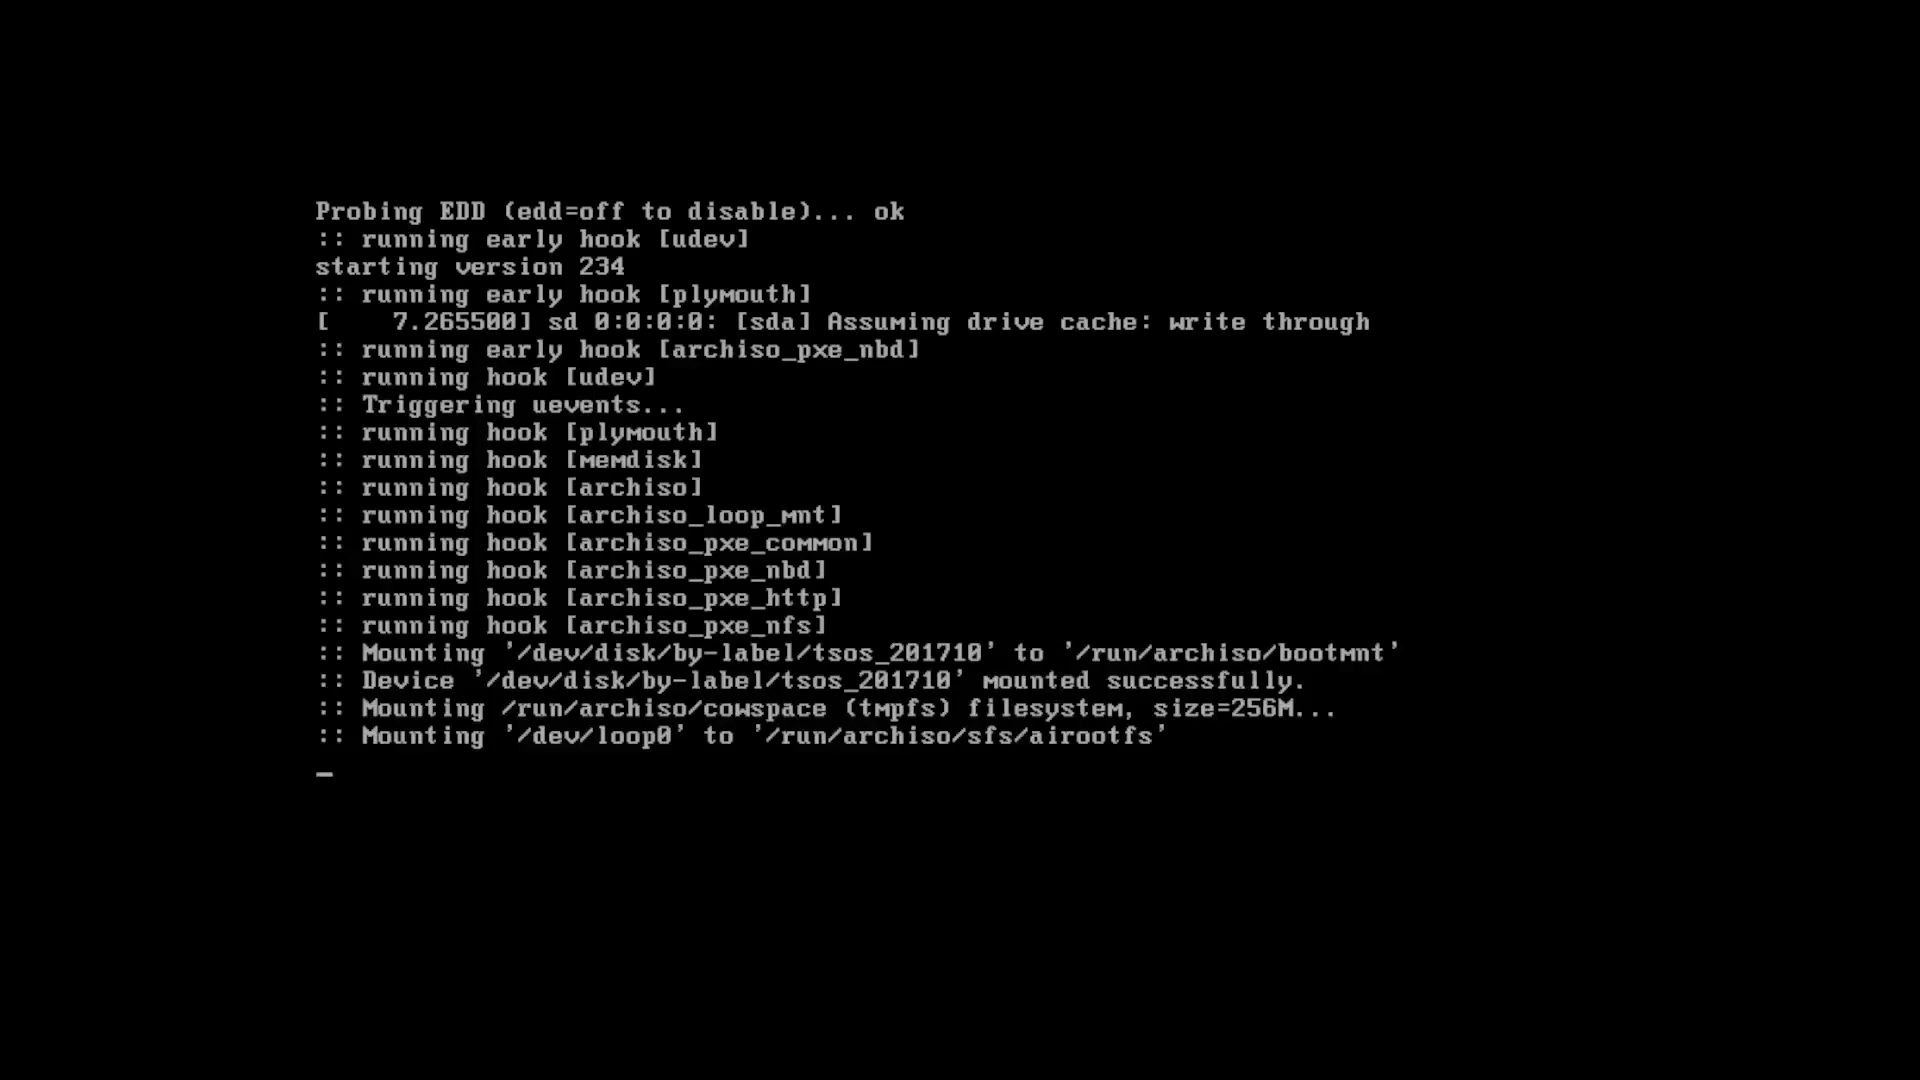 Probing EDD (edd=off to disable)... ok
:: running early hook [udev]
starting version 234
:: running early hook [plymouth]
[    7.265500] sd 0:0:0:0: [sda] Assuming drive cache: write through
:: running early hook [archiso_pxe_nbd]
:: running hook [udev]
:: Triggering uevents...
:: running hook [plymouth]
:: running hook [memdisk]
:: running hook [archiso]
:: running hook [archiso_loop_mnt]
:: running hook [archiso_pxe_common]
:: running hook [archiso_pxe_nbd]
:: running hook [archiso_pxe_http]
:: running hook [archiso_pxe_nfs]
:: Mounting '/dev/disk/by-label/tsos_201710' to '/run/archiso/bootmnt'
:: Device '/dev/disk/by-label/tsos_201710' mounted successfully.
:: Mounting /run/archiso/cowspace (tmpfs) filesystem, size=256M...
:: Mounting '/dev/loop0' to '/run/archiso/sfs/airootfs'
_